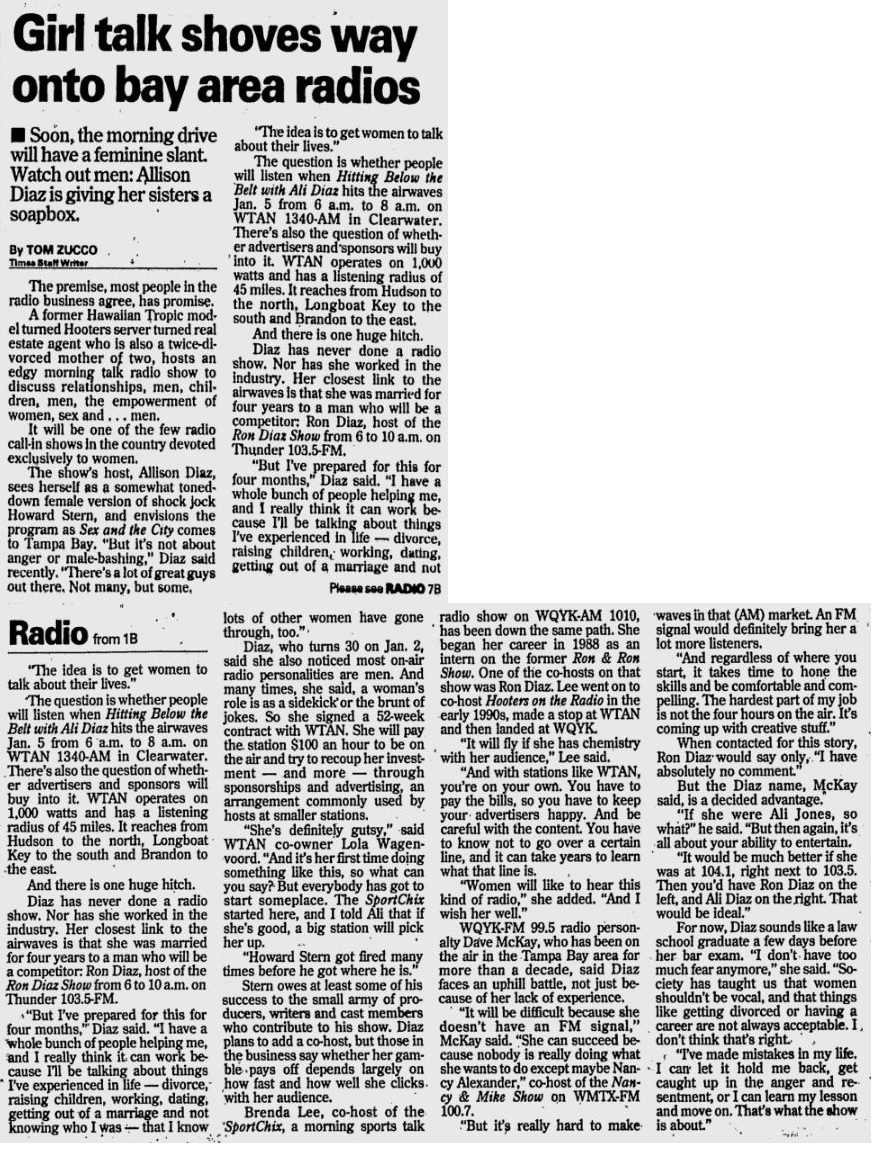 Girl talk shoves way
onto bay area radios
■ Soon, the morning drive
will have a feminine slant.
Watch out men: Allison
Diaz is giving her sisters a
soapbox.
By TOM ZUCCO
Times Staff Writer
The premise, most people in the
radio business agree, has promise.
A former Hawaiian Tropic mod-
el turned Hooters server turned real
estate agent who is also a twice-di-
vorced mother of two, hosts an
edgy morning talk radio show to
discuss relationships, men, chil-
dren, men, the empowerment of
women, sex and . . . men.
It will be one of the few radio
call-in shows in the country devoted
exclusively to women.
The show's host, Allison Diaz,
sees herself as a somewhat toned-
down female version of shock jock
Howard Stern, and envisions the
program as Sex and the City comes
to Tampa Bay. "But it's not about
anger or male-bashing," Diaz said
recently. "There's a lot of great guys
out there. Not many, but some.
"The idea is to get women to talk
about their lives."
The question is whether people
will listen when Hitting Below the
Belt with Ali Diaz hits the airwaves
Jan. 5 from 6 a.m. to 8 a.m. on
WTAN 1340-AM in Clearwater.
There's also the question of wheth-
er advertisers and sponsors will buy
into it. WTAN operates on 1,000
watts and has a listening radius of
45 miles. It reaches from Hudson to
the north, Longboat Key to the
south and Brandon to the east.
And there is one huge hitch.
Diaz has never done a radio
show. Nor has she worked in the
industry. Her closest link to the
airwaves is that she was married for
four years to a man who will be a
competitor: Ron Diaz, host of the
Ron Diaz Show from 6 to 10 a.m. on
Thunder 103.5-FM.
"But I've prepared for this for
four months," Diaz said. "I have a
whole bunch of people helping me,
and I really think it can work be-
cause I'll be talking about things
I've experienced in life — divorce,
raising children, working, dating,
getting out of a marriage and not
Please see RADIO 7B
Radio from 1B
"The idea is to get women to
talk about their lives."
The question is whether people
will listen when Hitting Below the
Belt with Ali Diaz hits the airwaves
Jan. 5 from 6 a.m. to 8 a.m. on
WTAN 1340-AM in Clearwater.
There's also the question of wheth-
er advertisers and sponsors will
buy into it. WTAN operates on
1,000 watts and has a listening
radius of 45 miles. It reaches from
Hudson to the north, Longboat
Key to the south and Brandon to
the east.
And there is one huge hitch.
Diaz has never done a radio
show. Nor has she worked in the
industry. Her closest link to the
airwaves is that she was married
for four years to a man who will be
a competitor: Ron Diaz, host of the
Ron Diaz Show from 6 to 10 a.m. on
Thunder 103.5-FM.
"But I've prepared for this for
four months," Diaz said. "I have a
whole bunch of people helping me,
and I really think it can work be-
cause I'll be talking about things
I've experienced in life — divorce,
raising children, working, dating,
getting out of a marriage and not
knowing who I was — that I know
lots of other women have gone
through, too."
Diaz, who turns 30 on Jan. 2,
said she also noticed most on-air
radio personalities are men. And
many times, she said, a woman's
role is as a sidekick or the brunt of
jokes. So she signed a 52-week
contract with WTAN. She will pay
the station $100 an hour to be on
the air and try to recoup her invest-
ment — and more — through
sponsorships and advertising, an
arrangement commonly used by
hosts at smaller stations.
"She's definitely gutsy," said
WTAN co-owner Lola Wagen-
voord. "And it's her first time doing
something like this, so what can
you say? But everybody has got to
start someplace. The SportChix
started here, and I told Ali that if
she's good, a big station will pick
her up.
"Howard Stern got fired many
times before he got where he is."
Stern owes at least some of his
success to the small army of pro-
ducers, writers and cast members
who contribute to his show. Diaz
plans to add a co-host, but those in
the business say whether her gam-
ble pays off depends largely on
how fast and how well she clicks
with her audience.
Brenda Lee, co-host of the
SportChix, a morning sports talk
radio show on WQYK-AM 1010,
has been down the same path. She
began her career in 1988 as an
intern on the former Ron & Ron
Show. One of the co-hosts on that
show was Ron Diaz. Lee went on to
co-host Hooters on the Radio in the
early 1990s, made a stop at WTAN
and then landed at WQYK.
"It will fly if she has chemistry
with her audience," Lee said.
"And with stations like WTAN,
you're on your own. You have to
pay the bills, so you have to keep
your advertisers happy. And be
careful with the content. You have
to know not to go over a certain
line, and it can take years to learn
what that line is.
"Women will like to hear this
kind of radio," she added. "And I
wish her well."
WQYK-FM 99.5 radio person-
alty Dave McKay, who has been on
the air in the Tampa Bay area for
more than a decade, said Diaz
faces an uphill battle, not just be-
cause of her lack of experience.
"It will be difficult because she
doesn't have an FM signal,"
McKay said. "She can succeed be-
cause nobody is really doing what
she wants to do except maybe Nan-
cy Alexander," co-host of the Nan-
cy & Mike Show on WMTX-FM
100.7.
"But it's really hard to make
waves in that (AM) market. An FM
signal would definitely bring her a
lot more listeners.
"And regardless of where you
start, it takes time to hone the
skills and be comfortable and com-
pelling. The hardest part of my job
is not the four hours on the air. It's
coming up with creative stuff."
When contacted for this story,
Ron Diaz would say only, "I have
absolutely no comment."
But the Diaz name, McKay
said, is a decided advantage.
"If she were Ali Jones, so
what?" he said. "But then again, it's
all about your ability to entertain.
"It would be much better if she
was at 104.1, right next to 103.5.
Then you'd have Ron Diaz on the
left, and Ali Diaz on the right. That
would be ideal."
For now, Diaz sounds like a law
school graduate a few days before
her bar exam. "I don't have too
much fear anymore," she said. "So-
ciety has taught us that women
shouldn't be vocal, and that things
like getting divorced or having a
career are not always acceptable. I
don't think that's right.
"I've made mistakes in my life.
I can let it hold me back, get
caught up in the anger and re-
sentment, or I can learn my lesson
and move on. That's what the show
is about."